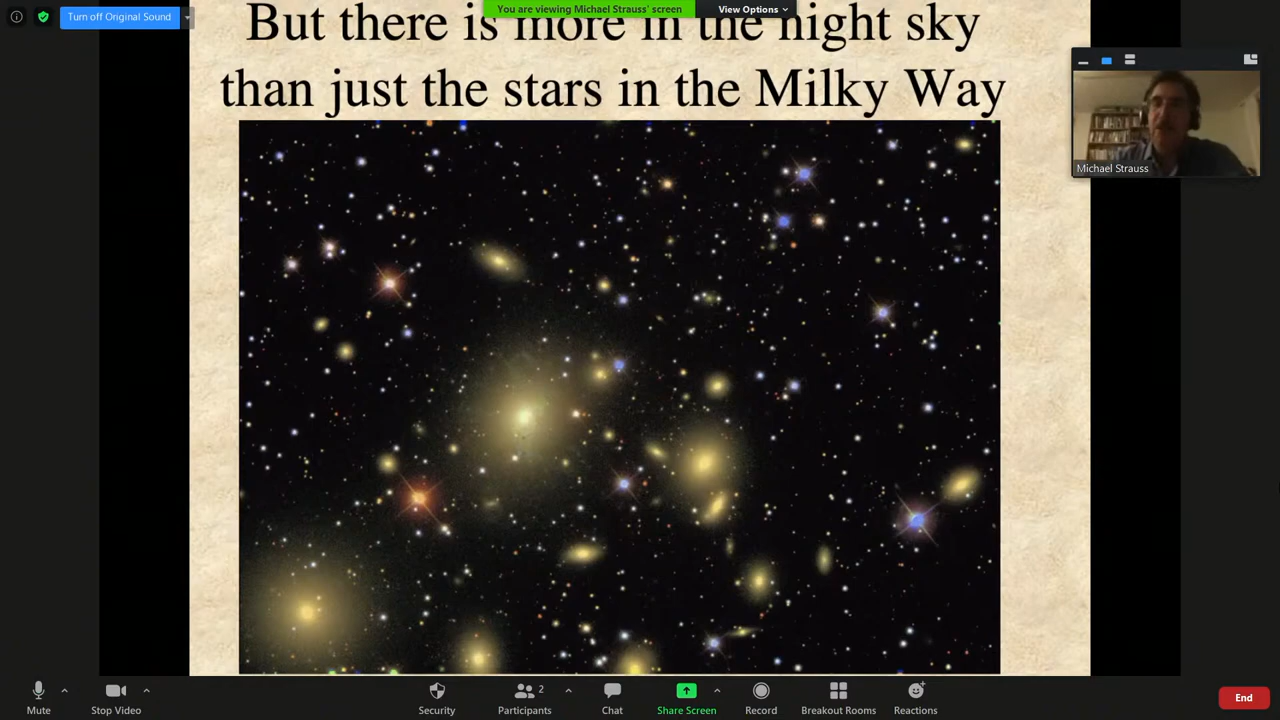 Turn off Original Sound
You are viewing Michael Strauss' screen
View Options
But there is more in the night sky
than just the stars in the Milky Way
Michael Strauss
Mute
Stop Video
Security
2
Participants
Chat
Share Screen
Record
Breakout Rooms
Reactions
End